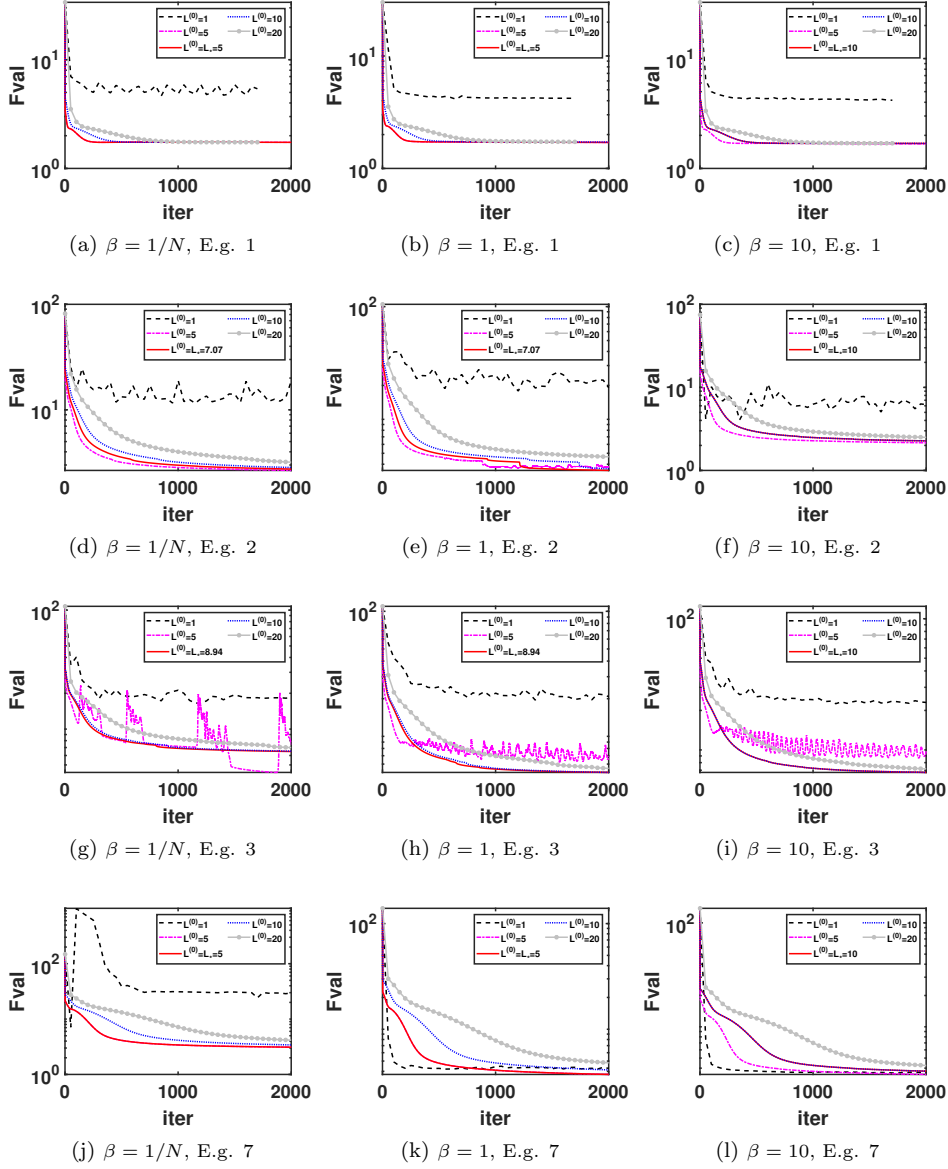 L(0)=1 L(0)=10
L(0)=5 L(0)=20
L(0)=L*=5
Fval
10^1
10^0
0 1000 2000
iter
(a) β = 1/N, E.g. 1
L(0)=1 L(0)=10
L(0)=5 L(0)=20
L(0)=L*=5
Fval
10^1
10^0
0 1000 2000
iter
(b) β = 1, E.g. 1
L(0)=1 L(0)=10
L(0)=5 L(0)=20
L(0)=L*=10
Fval
10^1
10^0
0 1000 2000
iter
(c) β = 10, E.g. 1
10^2
L(0)=1 L(0)=10
L(0)=5 L(0)=20
L(0)=L*=7.07
Fval
10^1
0 1000 2000
iter
(d) β = 1/N, E.g. 2
10^2
L(0)=1 L(0)=10
L(0)=5 L(0)=20
L(0)=L*=7.07
Fval
10^1
0 1000 2000
iter
(e) β = 1, E.g. 2
10^2
L(0)=1 L(0)=10
L(0)=5 L(0)=20
L(0)=L*=10
Fval
10^1
10^0
0 1000 2000
iter
(f) β = 10, E.g. 2
10^2
L(0)=1 L(0)=10
L(0)=5 L(0)=20
L(0)=L*=8.94
Fval
0 1000 2000
iter
(g) β = 1/N, E.g. 3
10^2
L(0)=1 L(0)=10
L(0)=5 L(0)=20
L(0)=L*=8.94
Fval
0 1000 2000
iter
(h) β = 1, E.g. 3
10^2
L(0)=1 L(0)=10
L(0)=5 L(0)=20
L(0)=L*=10
Fval
0 1000 2000
iter
(i) β = 10, E.g. 3
L(0)=1 L(0)=10
L(0)=5 L(0)=20
L(0)=L*=5
Fval
10^2
10^0
0 1000 2000
iter
(j) β = 1/N, E.g. 7
10^2
L(0)=1 L(0)=10
L(0)=5 L(0)=20
L(0)=L*=5
Fval
0 1000 2000
iter
(k) β = 1, E.g. 7
10^2
L(0)=1 L(0)=10
L(0)=5 L(0)=20
L(0)=L*=10
Fval
0 1000 2000
iter
(l) β = 10, E.g. 7